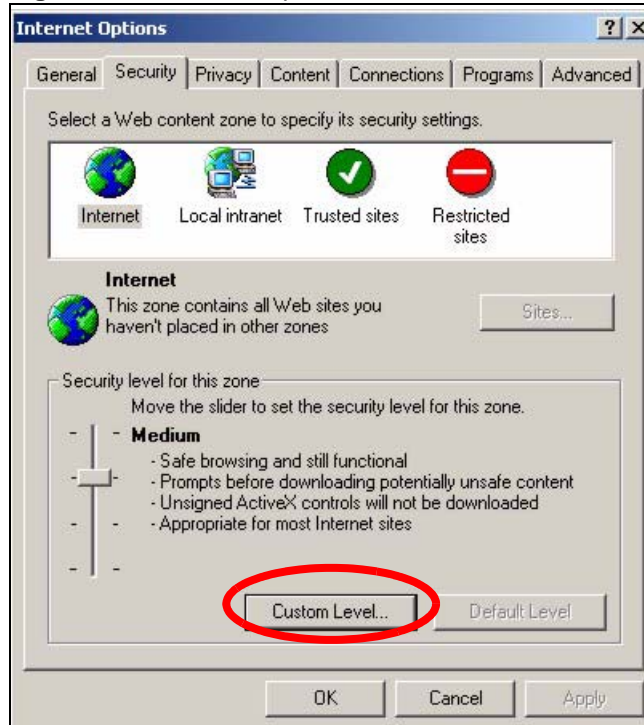 Internet Options
General Security Privacy Content Connections Programs Advanced
Select a Web content zone to specify its security settings.
Internet Local intranet Trusted sites Restricted sites
Internet
This zone contains all Web sites you
haven't placed in other zones
Sites...
Security level for this zone
Move the slider to set the security level for this zone.
Medium
- Safe browsing and still functional
- Prompts before downloading potentially unsafe content
- Unsigned ActiveX controls will not be downloaded
- Appropriate for most Internet sites
Custom Level... Default Level
OK Cancel Apply